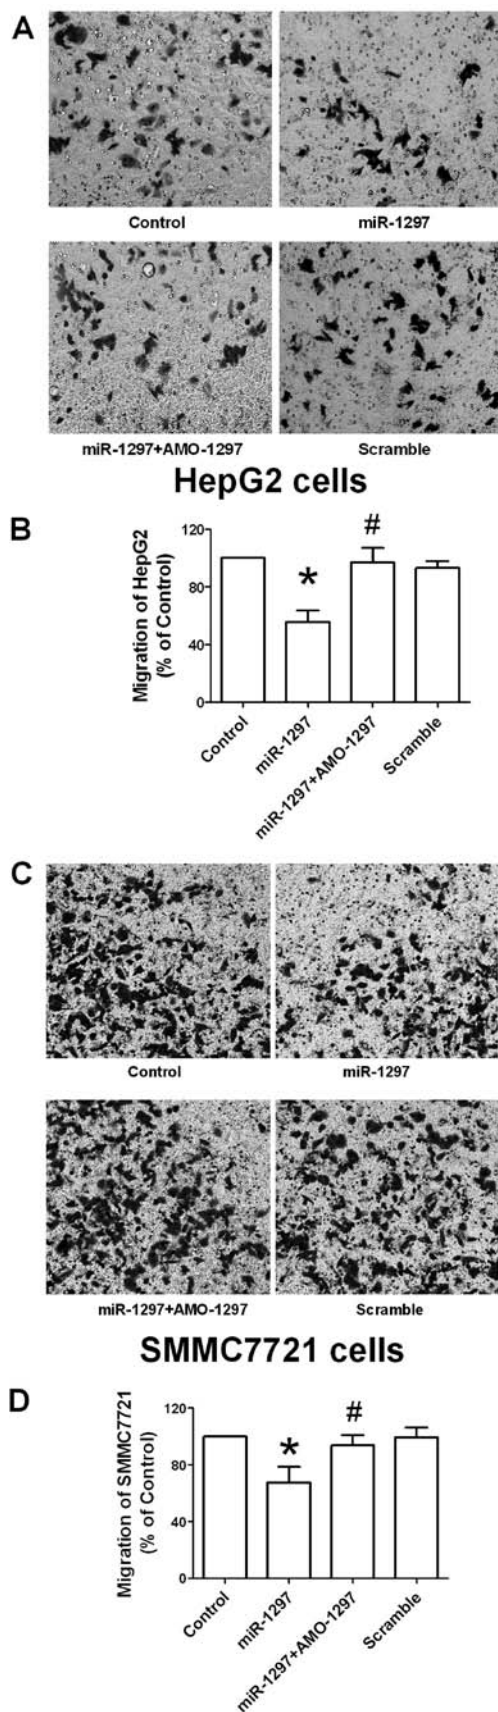 A
Control
miR-1297
miR-1297+AMO-1297
Scramble
HepG2 cells
B
Migration of HepG2
(% of Control)
120
80
40
0
*
#
Control
miR-1297
miR-1297+AMO-1297
Scramble
C
Control
miR-1297
miR-1297+AMO-1297
Scramble
SMMC7721 cells
D
Migration of SMMC7721
(% of Control)
120
80
40
0
*
#
Control
miR-1297
miR-1297+AMO-1297
Scramble